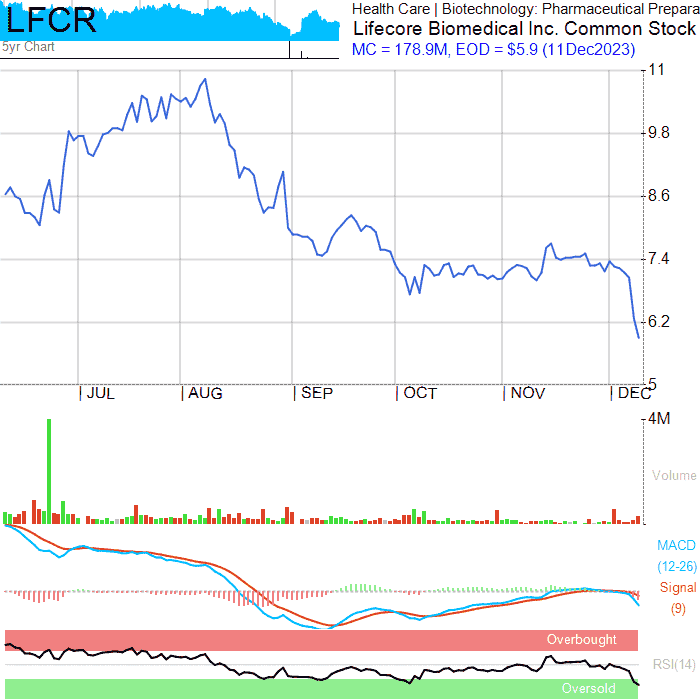 LFCR
Health Care | Biotechnology: Pharmaceutical Prepara
Lifecore Biomedical Inc. Common Stock
5yr Chart
MC = 178.9M, EOD = $5.9 (11Dec2023)
11
9.8
8.6
7.4
6.2
5
JUL AUG SEP OCT NOV DEC
4M
Volume
MACD
(12-26)
Signal
(9)
Overbought
RSI(14)
Oversold